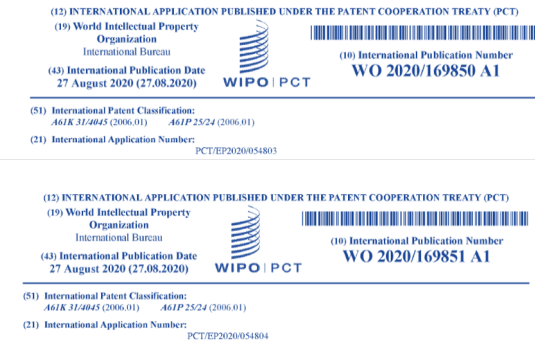 (12) INTERNATIONAL APPLICATION PUBLISHED UNDER THE PATENT COOPERATION TREATY (PCT)
(19) World Intellectual Property
Organization
International Bureau
(43) International Publication Date
27 August 2020 (27.08.2020)
WIPO | PCT
(10) International Publication Number
WO 2020/169850 A1
(51) International Patent Classification:
A61K 31/4045 (2006.01) A61P 25/24 (2006.01)
(21) International Application Number:
PCT/EP2020/054803
(12) INTERNATIONAL APPLICATION PUBLISHED UNDER THE PATENT COOPERATION TREATY (PCT)
(19) World Intellectual Property
Organization
International Bureau
(43) International Publication Date
27 August 2020 (27.08.2020)
WIPO | PCT
(10) International Publication Number
WO 2020/169851 A1
(51) International Patent Classification:
A61K 31/4045 (2006.01) A61P 25/24 (2006.01)
(21) International Application Number:
PCT/EP2020/054804